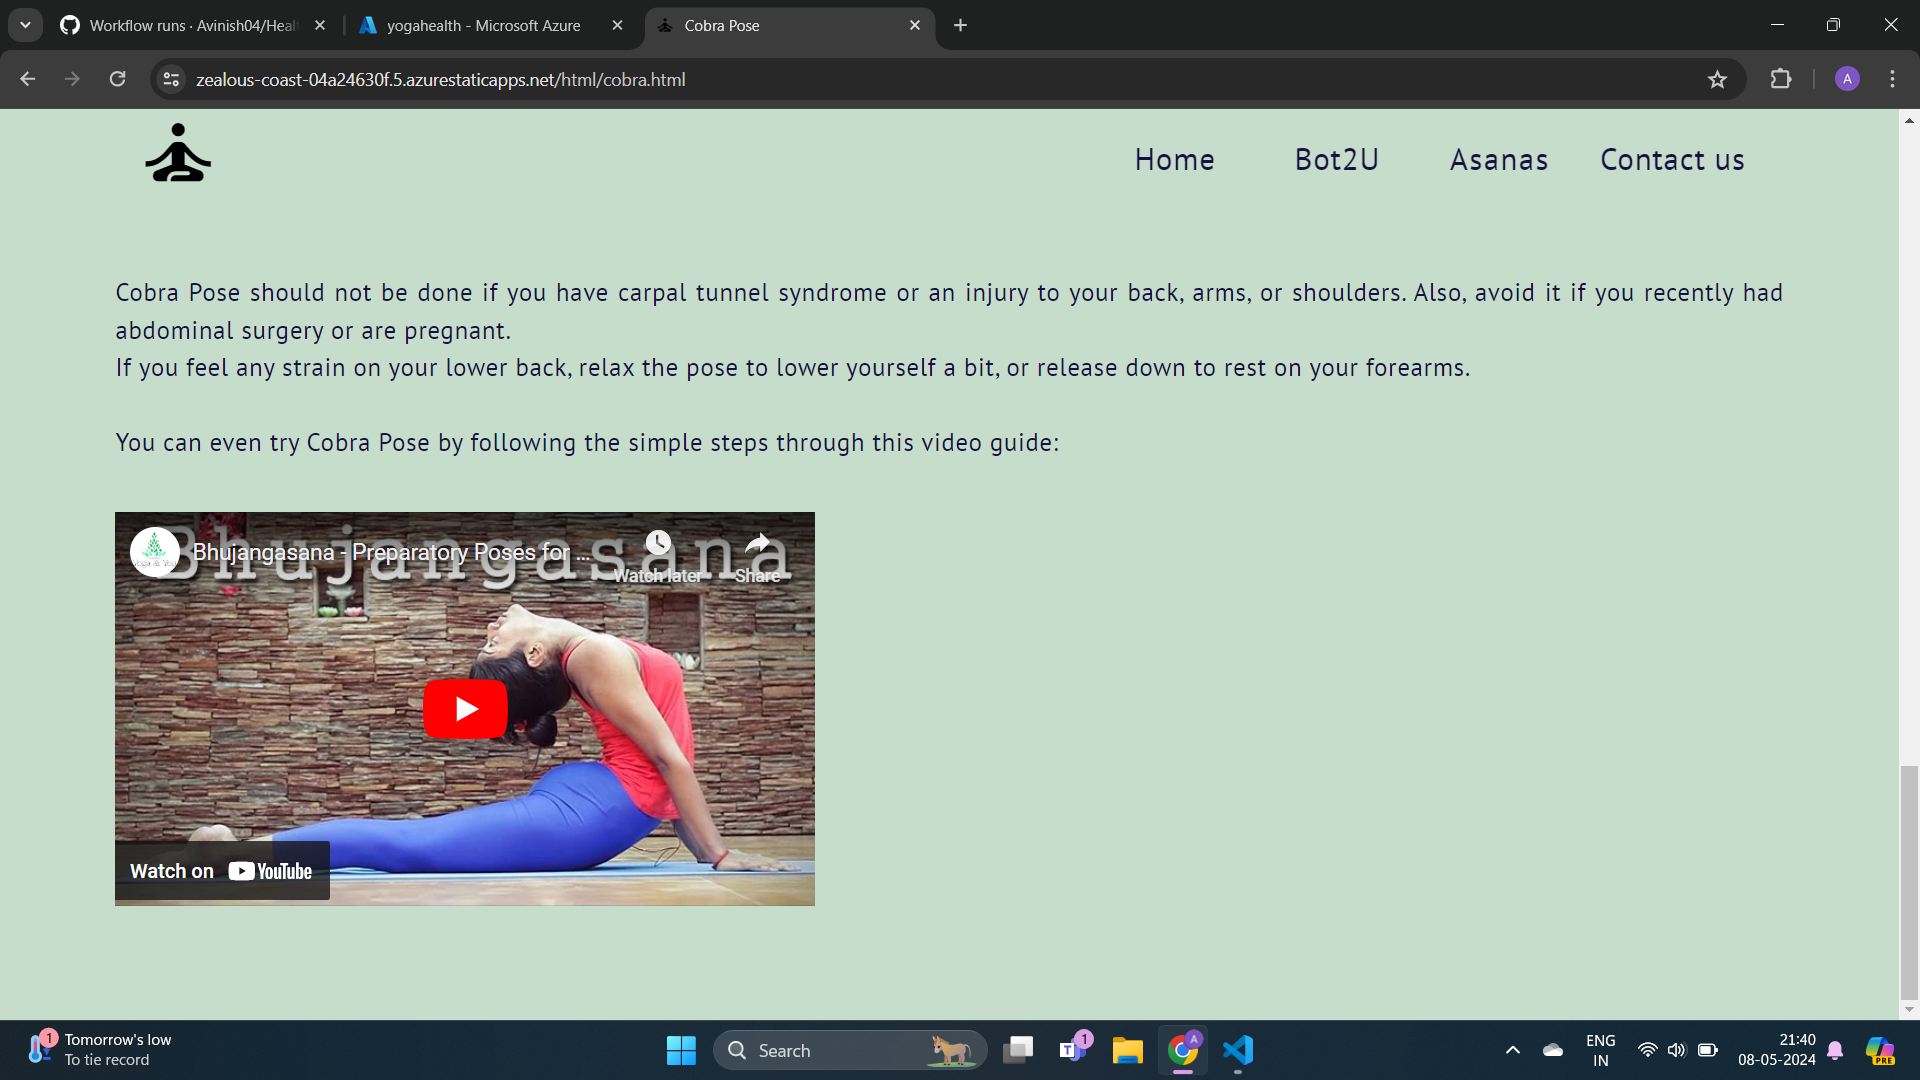 Workflow runs · Avinish04/Heal
yogahealth - Microsoft Azure
Cobra Pose
zealous-coast-04a24630f.5.azurestaticapps.net/html/cobra.html
A
Home
Bot2U
Asanas
Contact us
Cobra Pose should not be done if you have carpal tunnel syndrome or an injury to your back, arms, or shoulders. Also, avoid it if you recently had
abdominal surgery or are pregnant.
If you feel any strain on your lower back, relax the pose to lower yourself a bit, or release down to rest on your forearms.
You can even try Cobra Pose by following the simple steps through this video guide:
Bhujangasana
Yoga & You
Bhujangasana - Preparatory Poses for ...
Watch later
Share
Watch on YouTube
1
Tomorrow's low
To tie record
Search
1
A
ENG
IN
21:40
08-05-2024
PRE